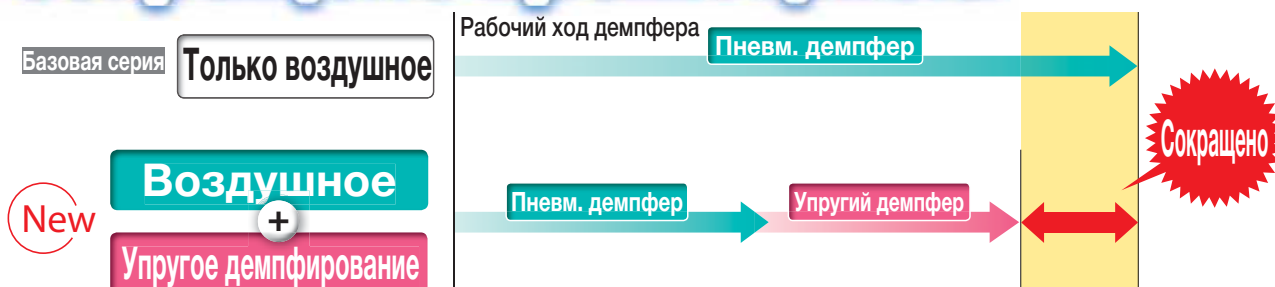 Рабочий ход демпфера
Базовая серия
Только воздушное
Пневм. демпфер
Сокращено
New
Воздушное
+
Упругое демпфирование
Пневм. демпфер
Упругий демпфер